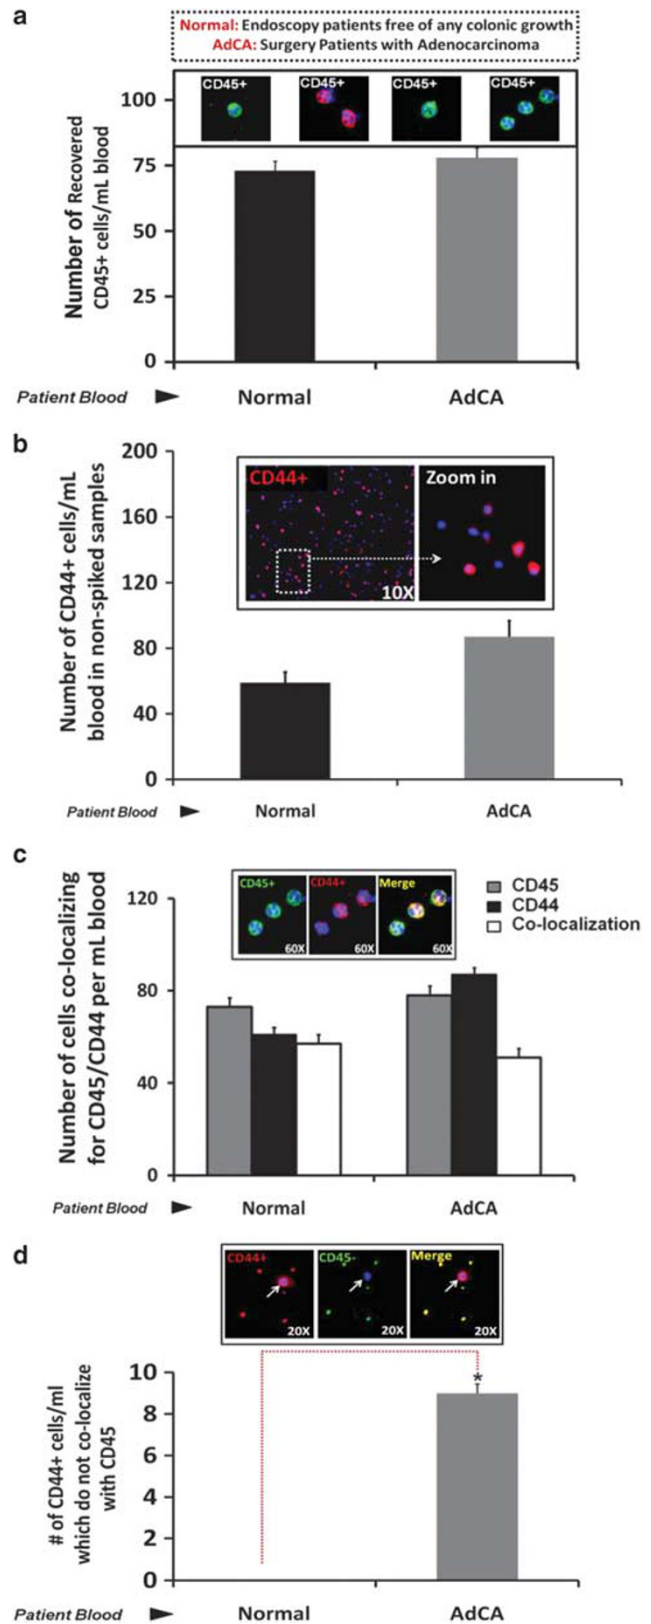 a
Normal: Endoscopy patients free of any colonic growth
AdCA: Surgery Patients with Adenocarcinoma
CD45+ CD45+ CD45+ CD45+
Number of Recovered
CD45+ cells/mL blood
100
75
50
25
0
Patient Blood Normal AdCA
b
Number of CD44+ cells/mL
blood in non-spiked samples
200
160
120
80
40
0
CD44+ Zoom in
10X
Patient Blood Normal AdCA
c
Number of cells co-localizing
for CD45/CD44 per mL blood
120
80
40
0
CD45+ CD44+ Merge
60X 60X 60X
CD45
CD44
Co-localization
Patient Blood Normal AdCA
d
CD44+ CD45- Merge
20X 20X 20X
# of CD44+ cells/ml
which do not co-localize
with CD45
10
8
6
4
2
0
*
Patient Blood Normal AdCA